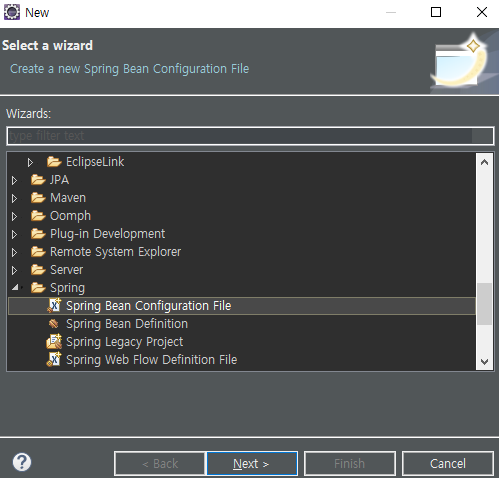 New
Select a wizard
Create a new Spring Bean Configuration File
Wizards:
type filter text
EclipseLink
JPA
Maven
Oomph
Plug-in Development
Remote System Explorer
Server
Spring
Spring Bean Configuration File
Spring Bean Definition
Spring Legacy Project
Spring Web Flow Definition File
?
< Back
Next >
Finish
Cancel